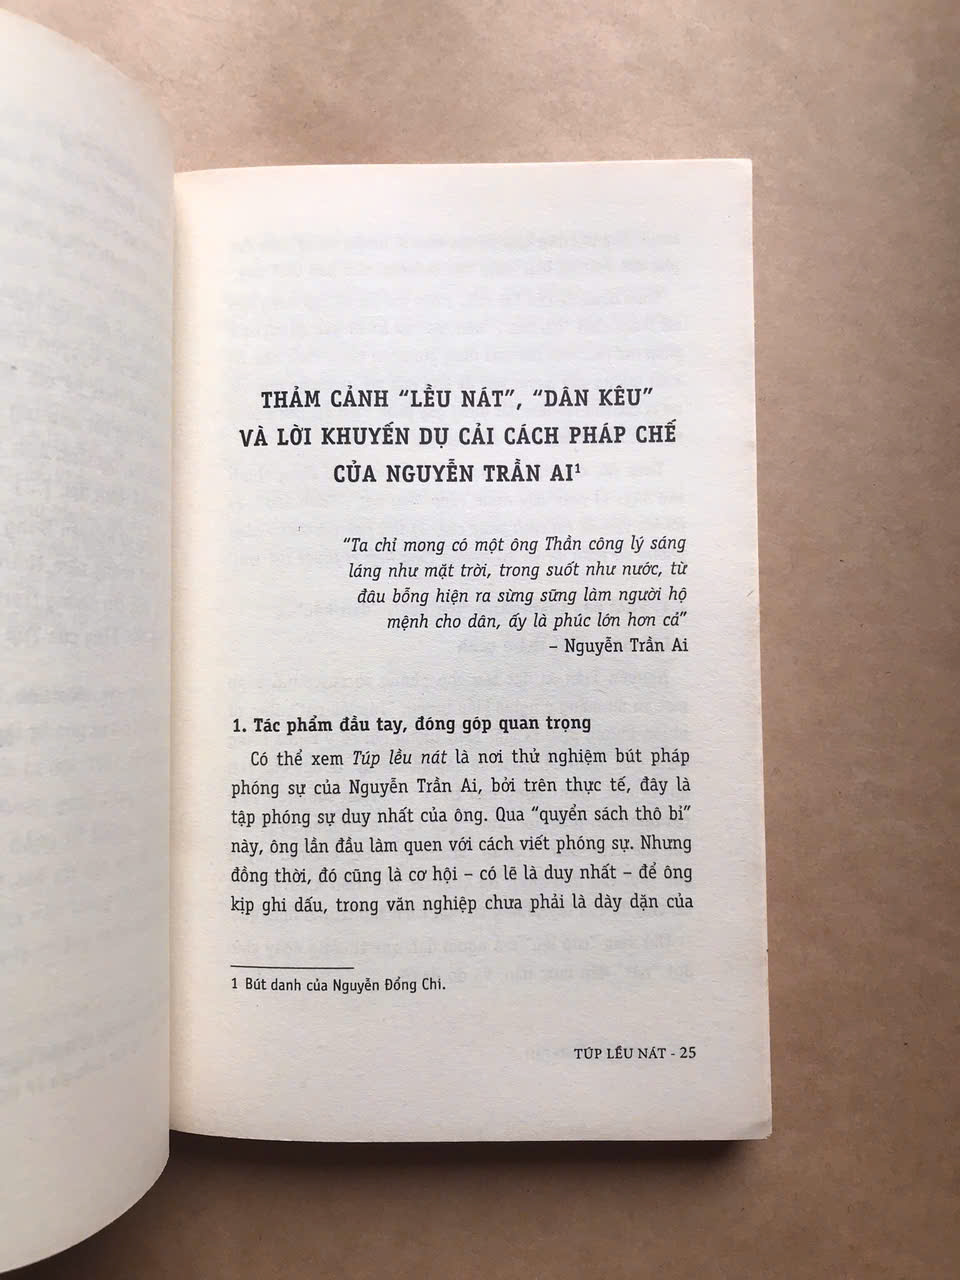 THẢM CẢNH “LỀU NÁT”, “DÂN KÊU”
VÀ LỜI KHUYẾN DỤ CẢI CÁCH PHÁP CHẾ
CỦA NGUYỄN TRẦN AI¹
“Ta chỉ mong có một ông Thần công lý sáng
láng như mặt trời, trong suốt như nước, từ
đâu bỗng hiện ra sừng sững làm người hộ
mệnh cho dân, ấy là phúc lớn hơn cả”
– Nguyễn Trần Ai
1. Tác phẩm đầu tay, đóng góp quan trọng
Có thể xem Túp lều nát là nơi thử nghiệm bút pháp
phóng sự của Nguyễn Trần Ai, bởi trên thực tế, đây là
tập phóng sự duy nhất của ông. Qua “quyển sách thô bỉ”
này, ông lần đầu làm quen với cách viết phóng sự. Nhưng
đồng thời, đó cũng là cơ hội – có lẽ là duy nhất – để ông
kịp ghi dấu, trong văn nghiệp chưa phải là dày dặn của
1 Bút danh của Nguyễn Đổng Chi.
TÚP LỀU NÁT - 25